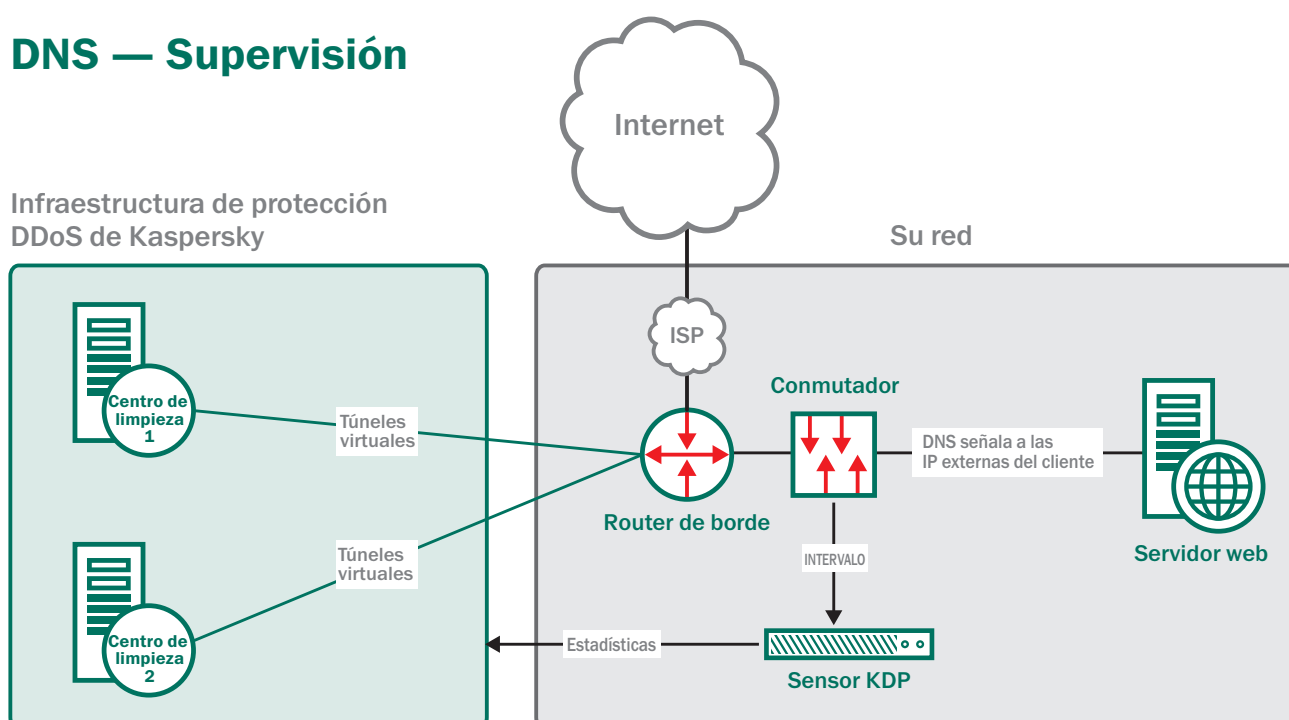 DNS — Supervisión
Internet
Infraestructura de protección
DDoS de Kaspersky
Su red
ISP
Conmutador
Centro de
limpieza
1
Túneles
virtuales
DNS señala a las
IP externas del cliente
Router de borde
Túneles
virtuales
INTERVALO
Servidor web
Centro de
limpieza
2
Estadísticas
Sensor KDP